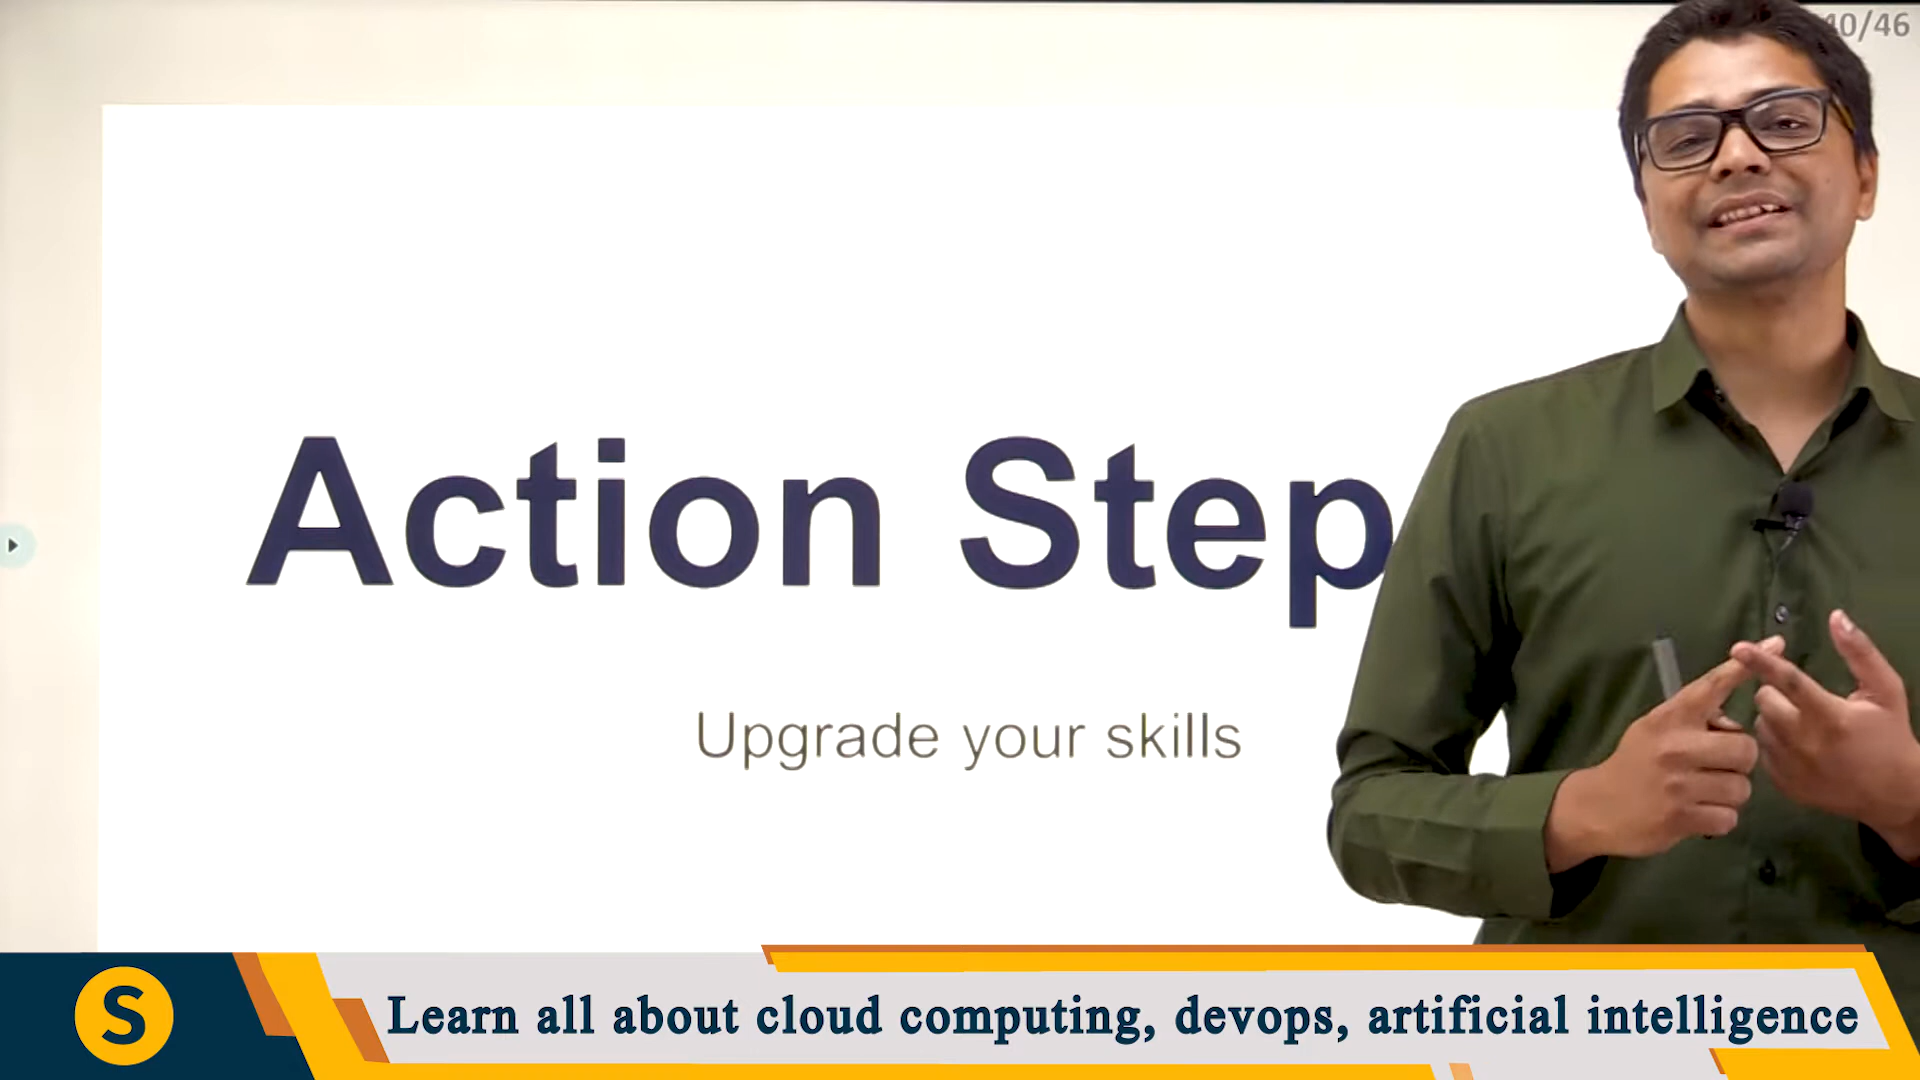 40/46
Action Step
Upgrade your skills
S
Learn all about cloud computing, devops, artificial intelligence